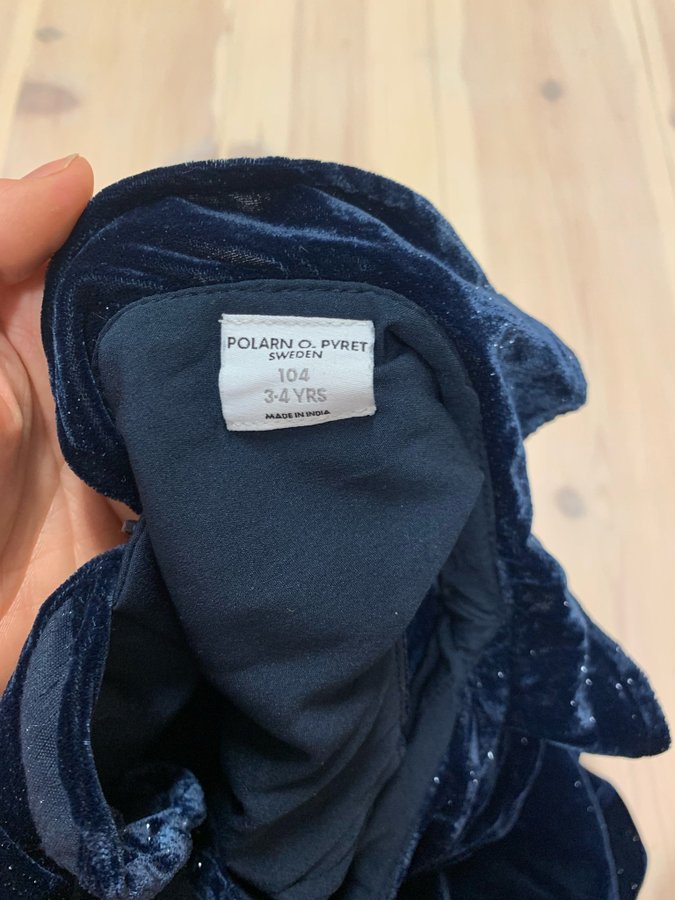 POLARN O. PYRET
SWEDEN
104
3-4 YRS
MADE IN INDIA